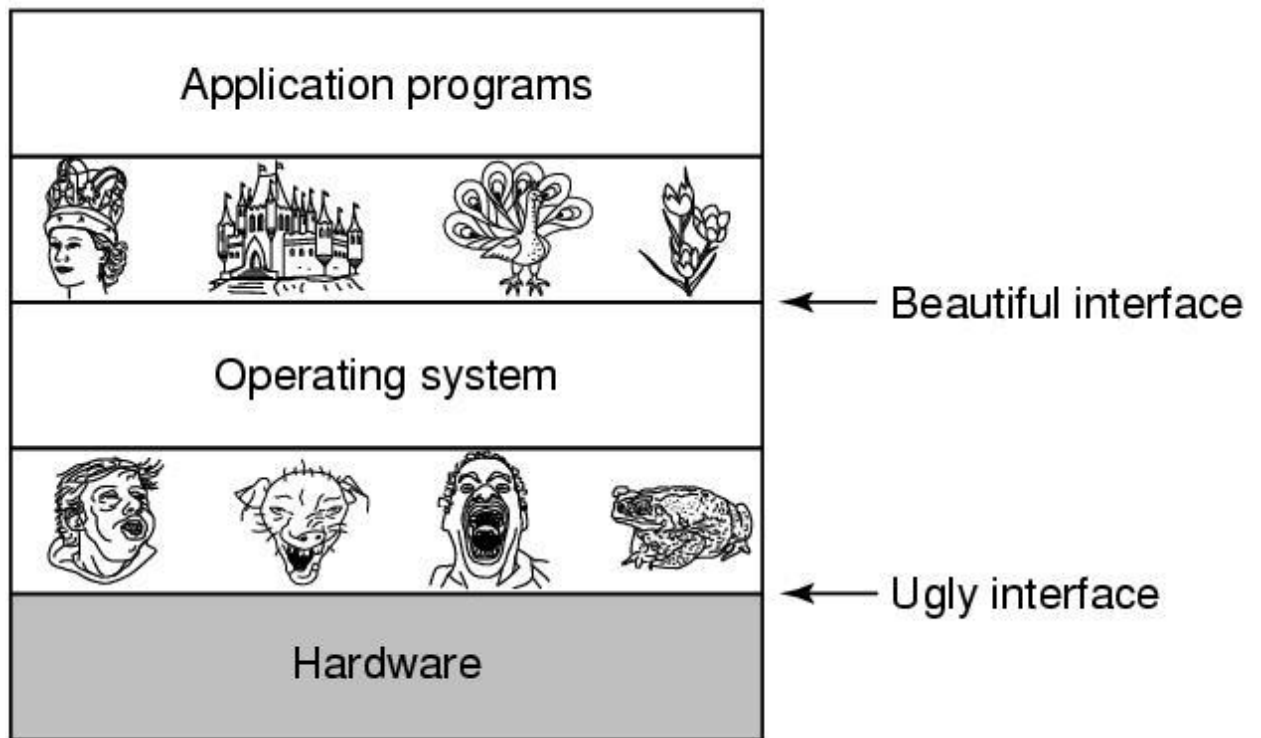 Application programs
Beautiful interface
Operating system
Ugly interface
Hardware